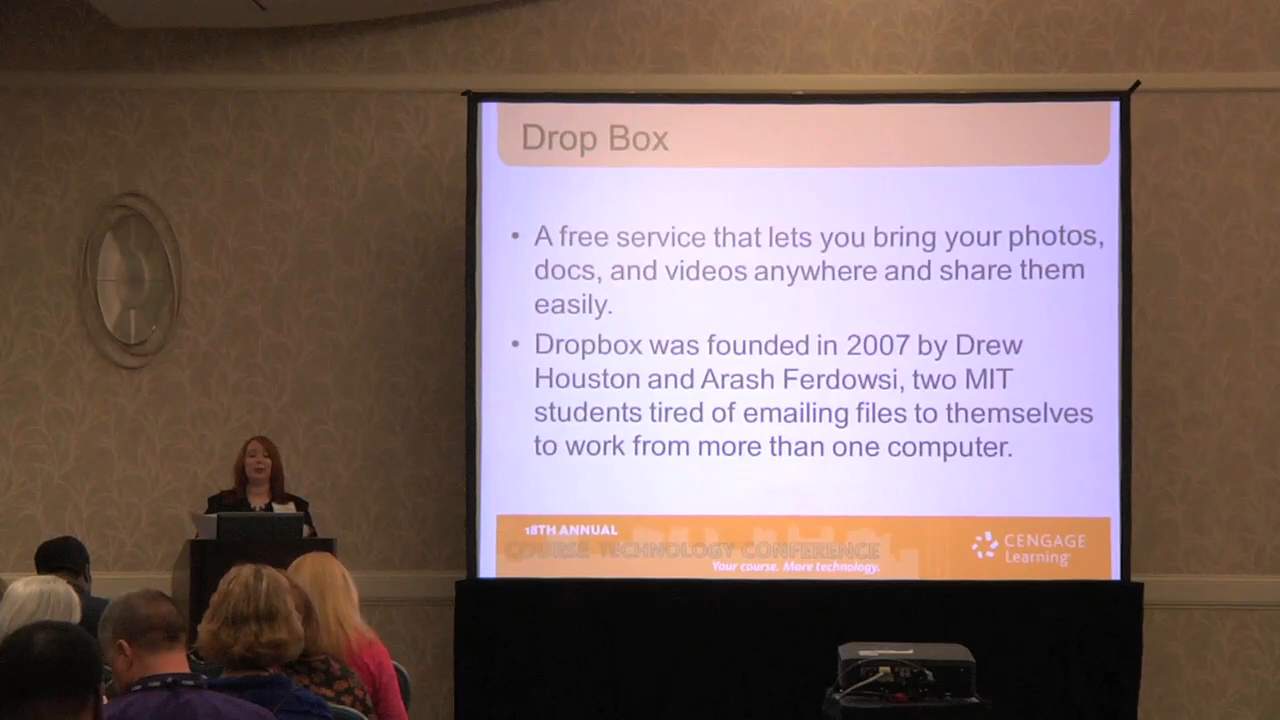 Drop Box
• A free service that lets you bring your photos,
docs, and videos anywhere and share them
easily.
• Dropbox was founded in 2007 by Drew
Houston and Arash Ferdowsi, two MIT
students tired of emailing files to themselves
to work from more than one computer.
18TH ANNUAL
COURSE TECHNOLOGY CONFERENCE
Your course. More technology.
CENGAGE
Learning